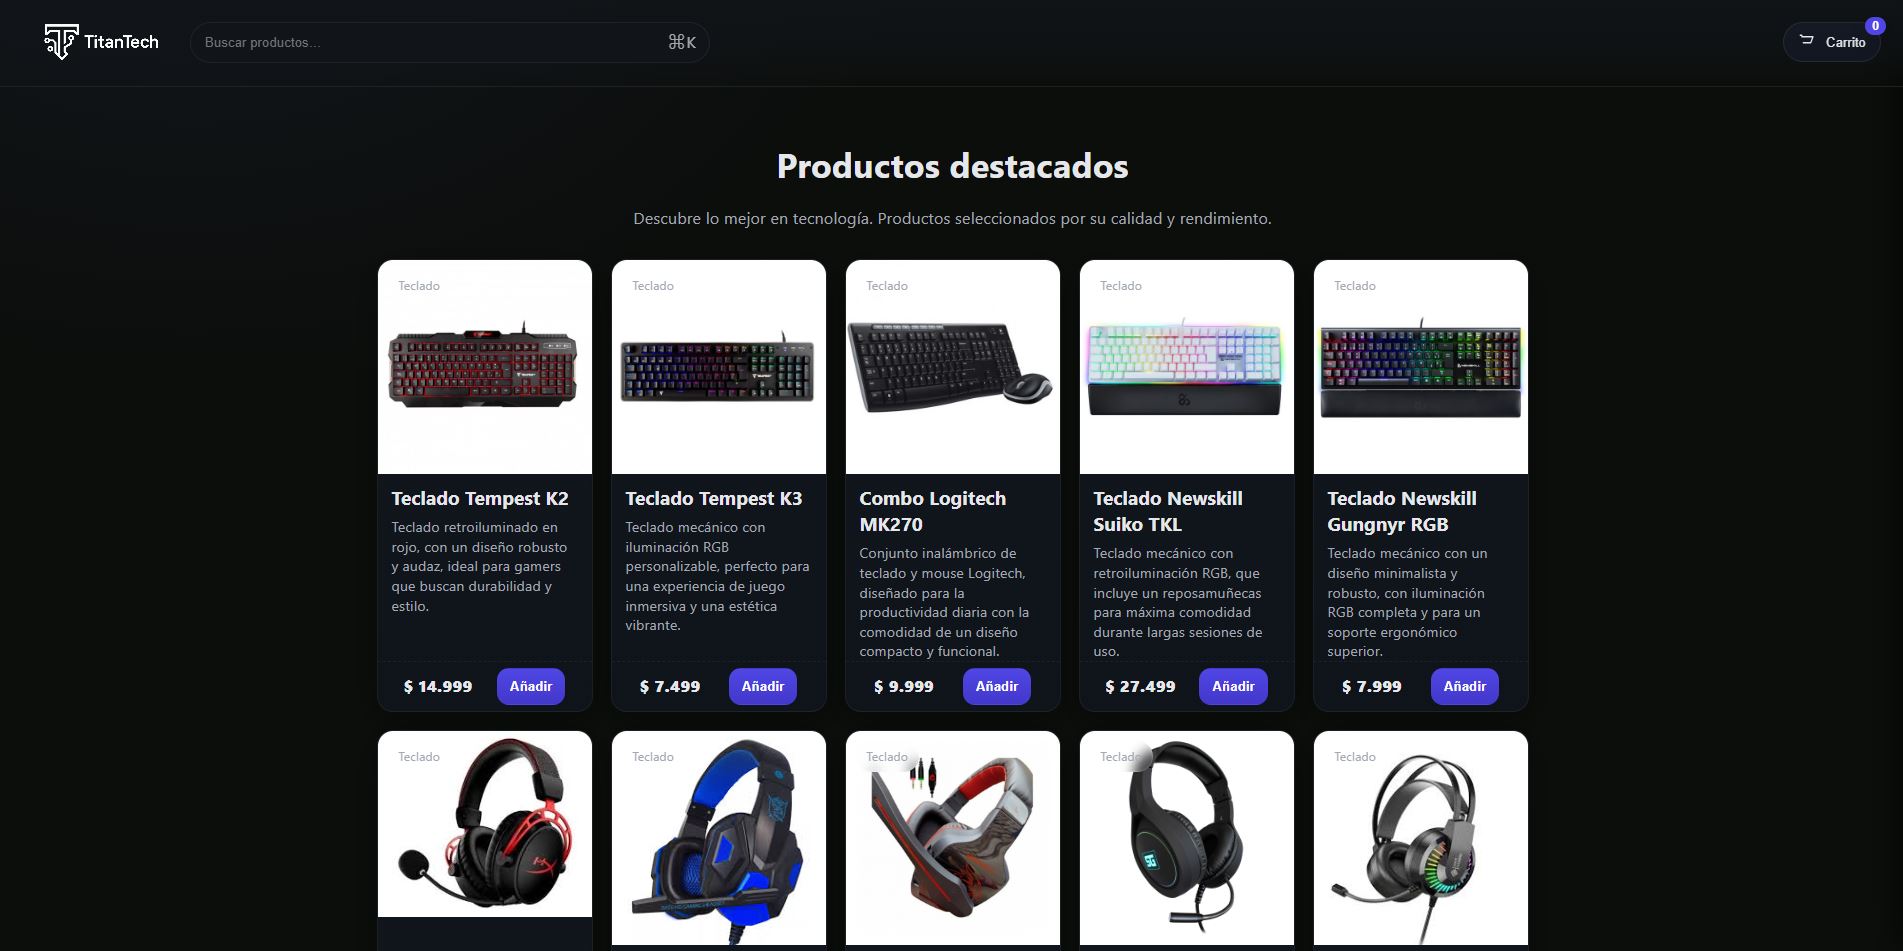 TitanTech
Buscar productos...
⌘K
0
Carrito
Productos destacados
Descubre lo mejor en tecnología. Productos seleccionados por su calidad y rendimiento.
Teclado
Teclado Tempest K2
Teclado retroiluminado en
rojo, con un diseño robusto
y audaz, ideal para gamers
que buscan durabilidad y
estilo.
$ 14.999
Añadir
Teclado
Teclado Tempest K3
Teclado mecánico con
iluminación RGB
personalizable, perfecto para
una experiencia de juego
inmersiva y una estética
vibrante.
$ 7.499
Añadir
Teclado
Combo Logitech
MK270
Conjunto inalámbrico de
teclado y mouse Logitech,
diseñado para la
productividad diaria con la
comodidad de un diseño
compacto y funcional.
$ 9.999
Añadir
Teclado
Teclado Newskill
Suiko TKL
Teclado mecánico con
retroiluminación RGB, que
incluye un reposamuñecas
para máxima comodidad
durante largas sesiones de
uso.
$ 27.499
Añadir
Teclado
Teclado Newskill
Gungnyr RGB
Teclado mecánico con un
diseño minimalista y
robusto, con iluminación
RGB completa y para un
soporte ergonómico
superior.
$ 7.999
Añadir
Teclado
Teclado
Teclado
Teclado
Teclado